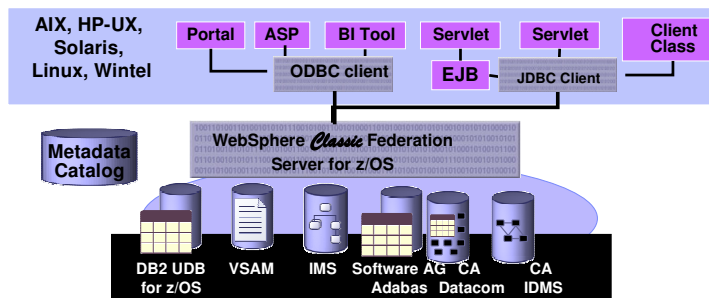 AIX, HP-UX,
Solaris,
Linux, Wintel
Portal
ASP
BI Tool
Servlet
Servlet
Client
Class
ODBC client
EJB
JDBC Client
WebSphere Classic Federation
Server for z/OS
Metadata
Catalog
DB2 UDB
for z/OS
VSAM
IMS
Software AG
Adabas
CA
Datacom
CA
IDMS